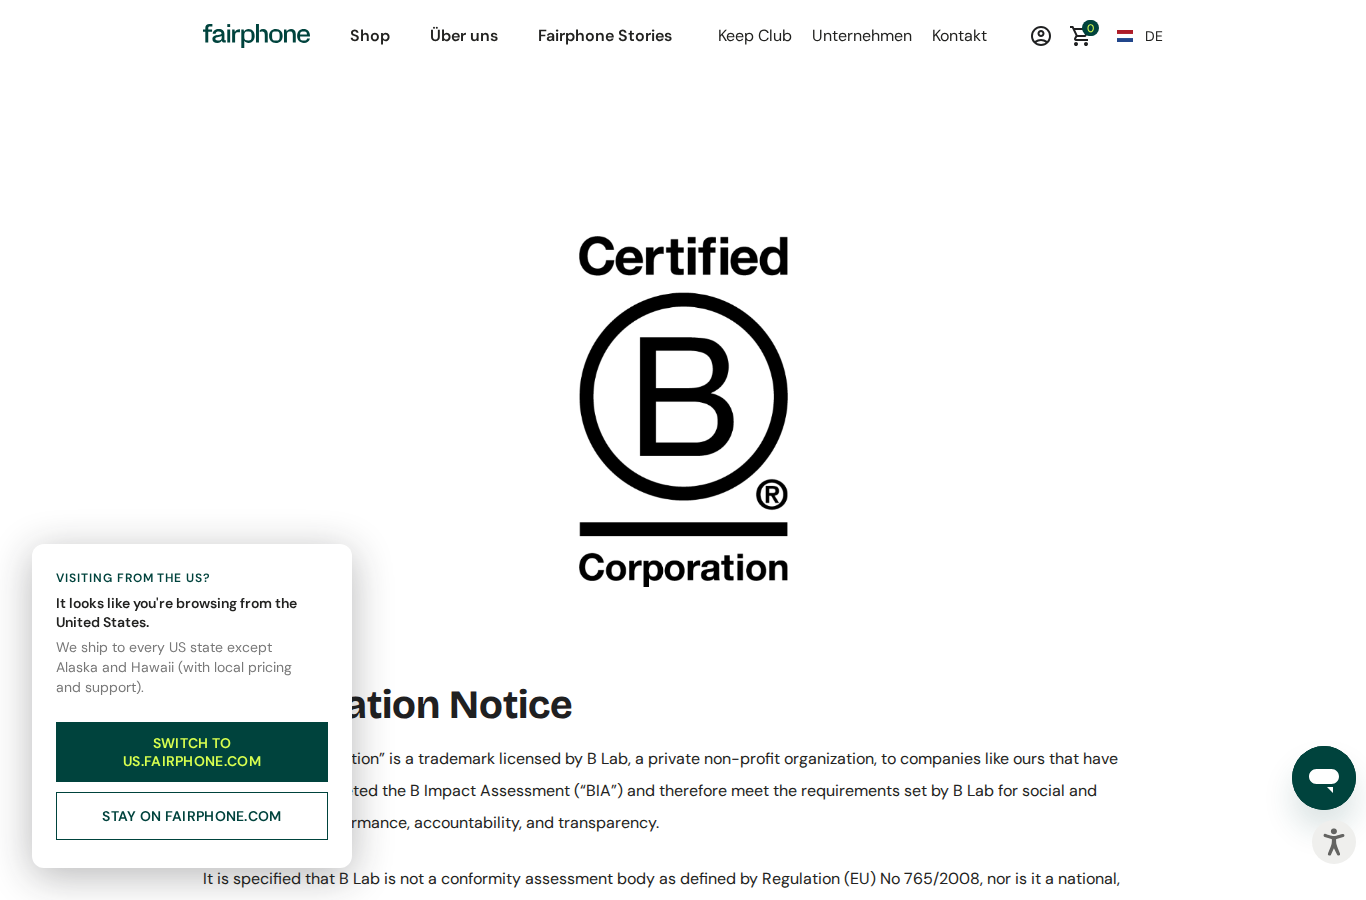 fairphone Shop Über uns Fairphone Stories Keep Club Unternehmen Kontakt 0 DE
Certified
B
®
Corporation
ation Notice
tion” is a trademark licensed by B Lab, a private non-profit organization, to companies like ours that have
ted the B Impact Assessment (“BIA”) and therefore meet the requirements set by B Lab for social and
rmance, accountability, and transparency.
It is specified that B Lab is not a conformity assessment body as defined by Regulation (EU) No 765/2008, nor is it a national,
VISITING FROM THE US?
It looks like you're browsing from the
United States.
We ship to every US state except
Alaska and Hawaii (with local pricing
and support).
SWITCH TO
US.FAIRPHONE.COM
STAY ON FAIRPHONE.COM